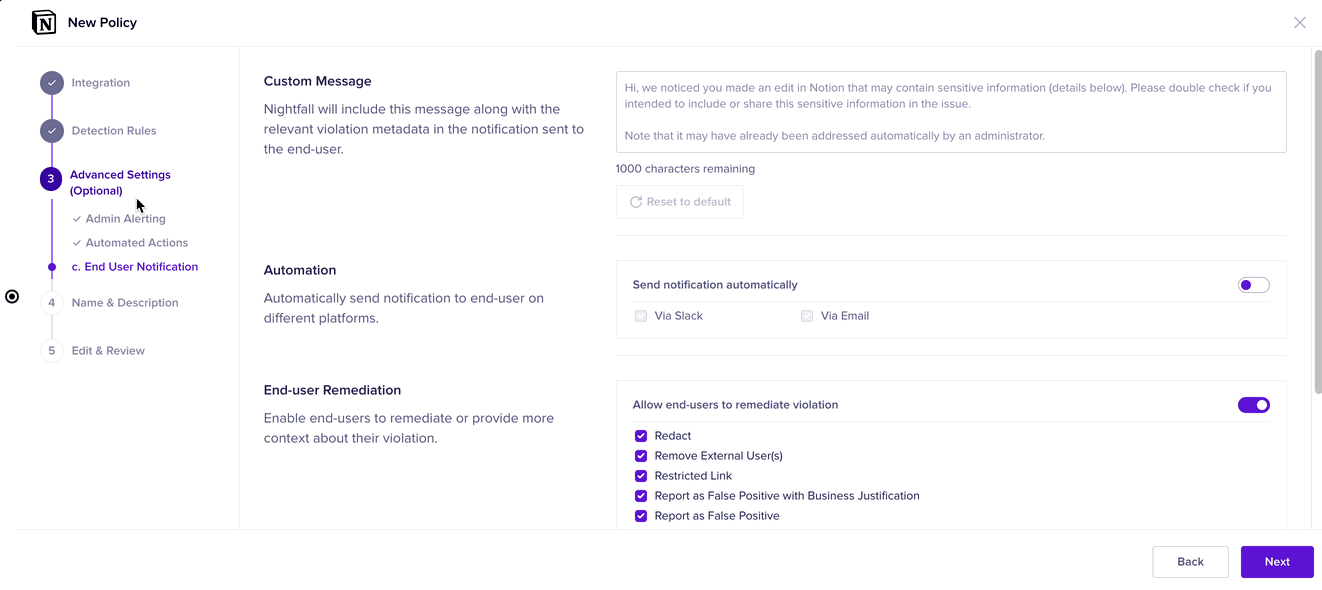 New Policy
Integration
Detection Rules
3
Advanced Settings
(Optional)
Admin Alerting
Automated Actions
c. End User Notification
4
Name & Description
5
Edit & Review
Custom Message
Nightfall will include this message along with the
relevant violation metadata in the notification sent to
the end-user.
Hi, we noticed you made an edit in Notion that may contain sensitive information (details below). Please double check if you
intended to include or share this sensitive information in the issue.
Note that it may have already been addressed automatically by an administrator.
1000 characters remaining
Reset to default
Automation
Automatically send notification to end-user on
different platforms.
Send notification automatically
Via Slack
Via Email
End-user Remediation
Enable end-users to remediate or provide more
context about their violation.
Allow end-users to remediate violation
Redact
Remove External User(s)
Restricted Link
Report as False Positive with Business Justification
Report as False Positive
Back
Next